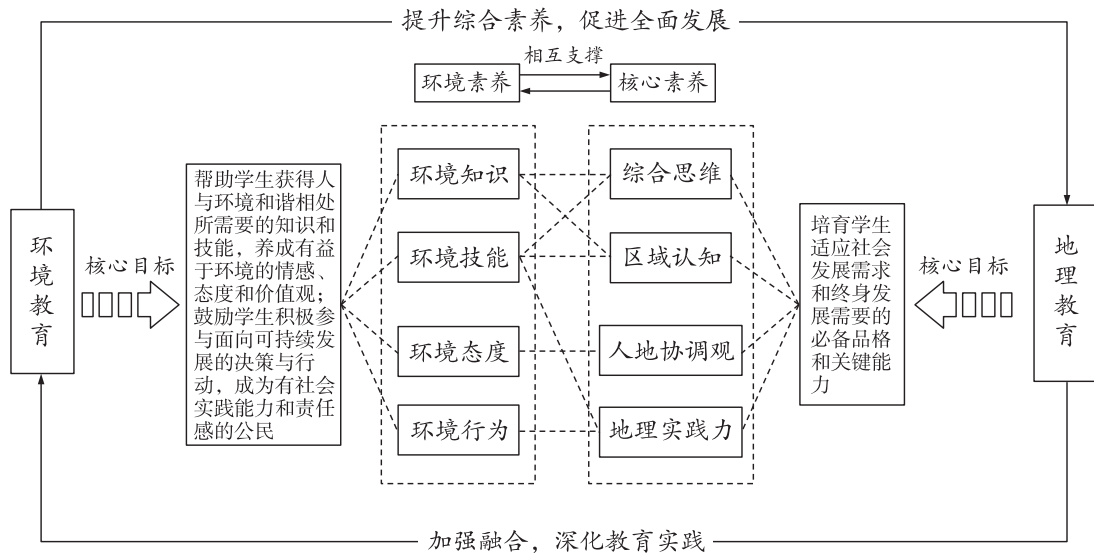 提升综合素养，促进全面发展
相互支撑
环境素养
核心素养
环境教育
核心目标
帮助学生获得人
与环境和谐相处
所需要的知识和
技能，养成有益
于环境的情感、
态度和价值观；
鼓励学生积极参
与面向可持续发
展的决策与行
动，成为有社会
实践能力和责任
感的公民
环境知识
环境技能
环境态度
环境行为
综合思维
区域认知
人地协调观
地理实践力
培育学生
适应社会
发展需求
和终身发
展需要的
必备品格
和关键能
力
核心目标
地理教育
加强融合，深化教育实践